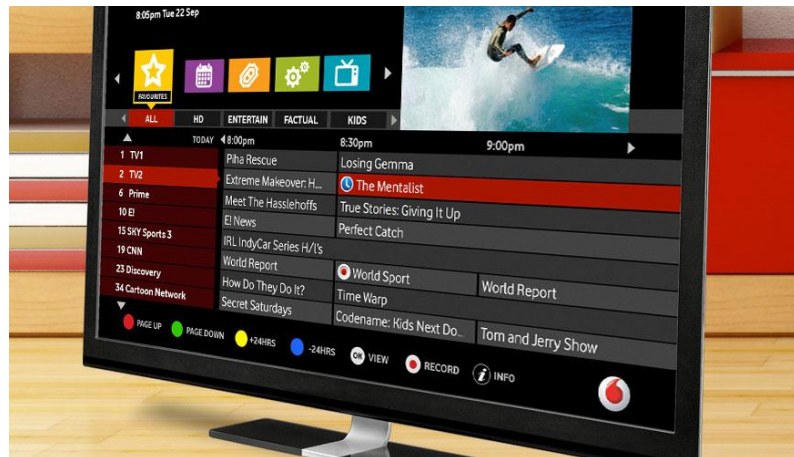 8:05pm Tue 22 Sep
FAVOURITES
ALL HD ENTERTAIN FACTUAL KIDS
TODAY 8:00pm 8:30pm 9:00pm
1 TV1 Piha Rescue Losing Gemma
2 TV2 Extreme Makeover: H... The Mentalist
6 Prime Meet The Hasslehoffs True Stories: Giving It Up
10 E! E! News Perfect Catch
15 SKY Sports 3 IRL IndyCar Series H/l's
19 CNN World Report World Sport World Report
23 Discovery How Do They Do It? Time Warp
34 Cartoon Network Secret Saturdays Codename: Kids Next Do... Tom and Jerry Show
PAGE UP PAGE DOWN +24HRS -24HRS OK VIEW RECORD i INFO